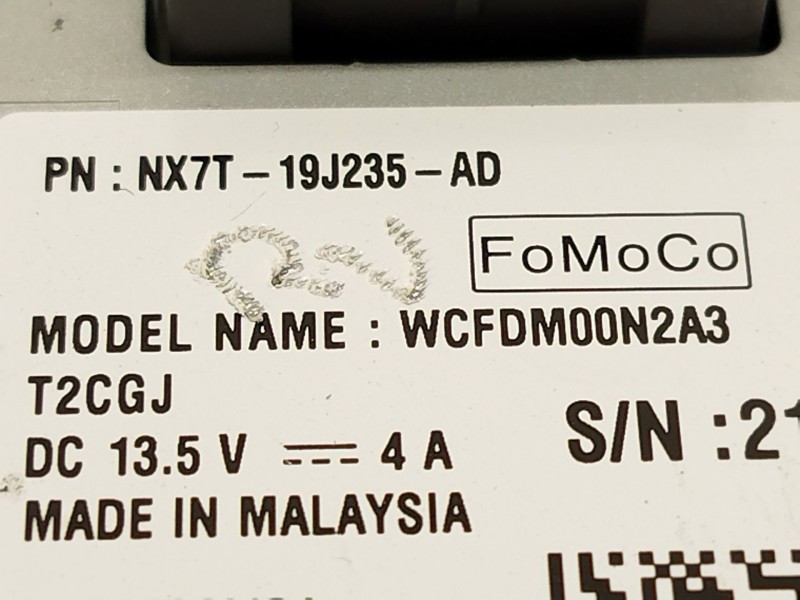 PN : NX7T-19J235-AD
FoMoCo
MODEL NAME : WCFDM00N2A3
T2CGJ
DC 13.5 V ⎓ 4 A
S/N :21
MADE IN MALAYSIA